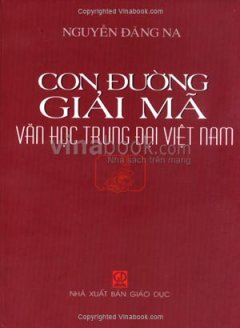 Copyrighted Vinabook.com
NGUYỄN ĐĂNG NA
CON ĐƯỜNG
GIẢI MÃ
VĂN HỌC TRUNG ĐẠI VIỆT NAM
vinabook.com
Nhà sách trên mạng
NHÀ XUẤT BẢN GIÁO DỤC
Copyrighted Vinabook.com